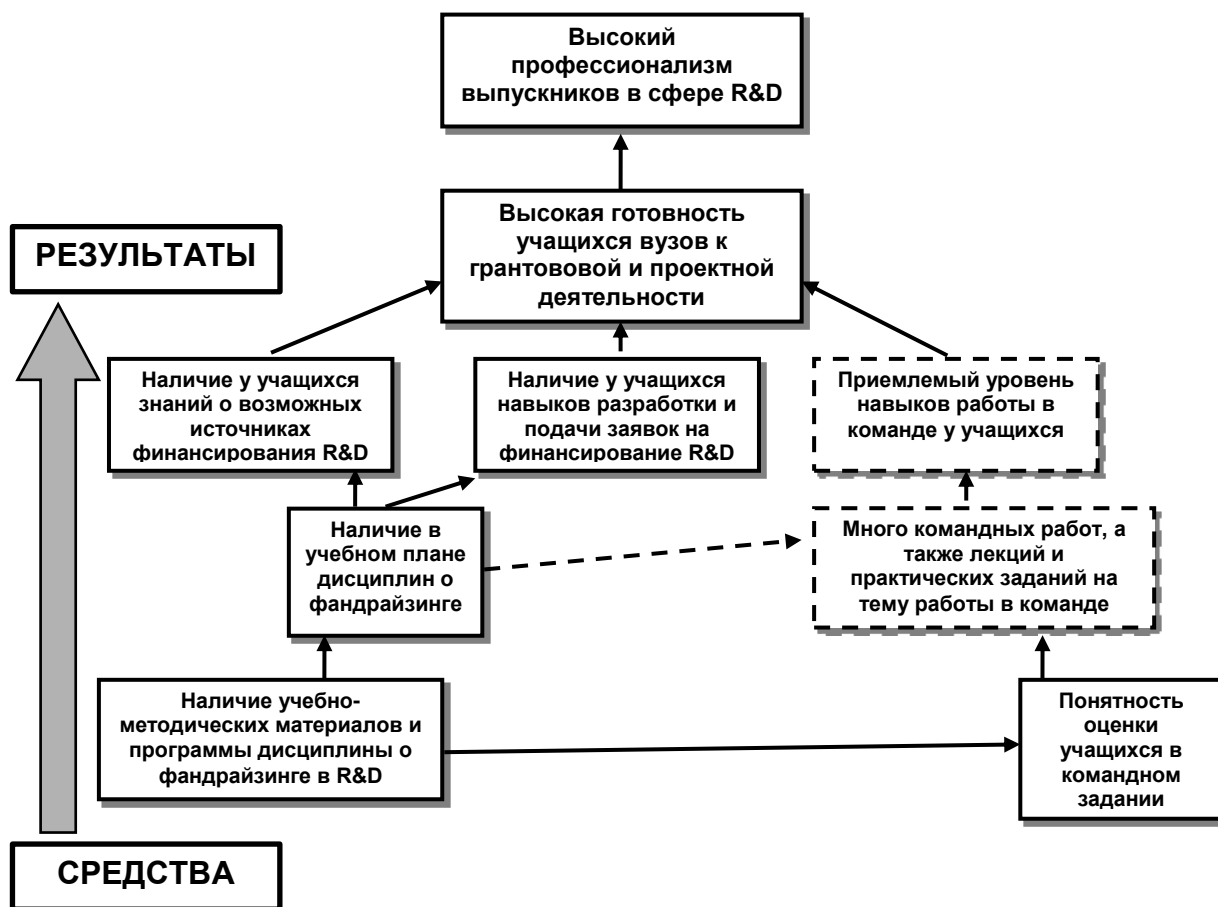 Высокий
профессионализм
выпускников в сфере R&D
Высокая готовность
учащихся вузов к
грантововой и проектной
деятельности
РЕЗУЛЬТАТЫ
Наличие у учащихся
знаний о возможных
источниках
финансирования R&D
Наличие у учащихся
навыков разработки и
подачи заявок на
финансирование R&D
Приемлемый уровень
навыков работы в
команде у учащихся
Наличие в
учебном плане
дисциплин о
фандрайзинге
Много командных работ, а
также лекций и
практических заданий на
тему работы в команде
Наличие учебно-
методических материалов и
программы дисциплины о
фандрайзинге в R&D
Понятность
оценки
учащихся в
командном
задании
СРЕДСТВА